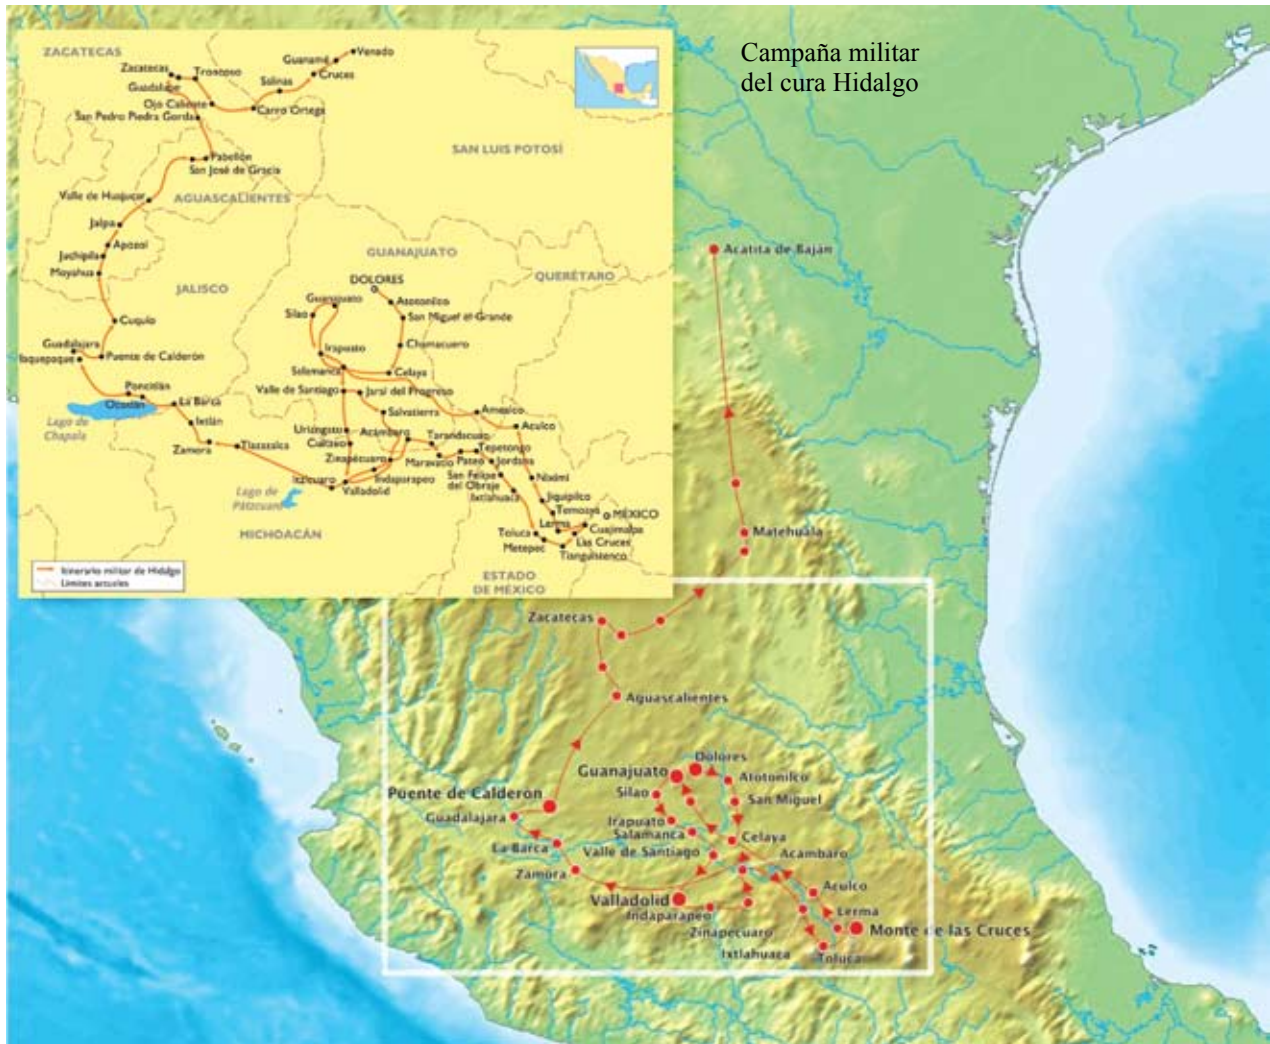 Campaña militar
del cura Hidalgo
ZACATECAS
Venado
Guanamé
Zacatecas
Troncoso
Cruces
Guadalupe
Salinas
Ojo Caliente
Carro Ortega
San Pedro Piedra Gorda
SAN LUIS POTOSÍ
Pabellón
San José de Gracia
Valle de Huajucar
AGUASCALIENTES
Jalpa
Apozol
Juchipila
Moyahua
GUANAJUATO
QUERÉTARO
JALISCO
DOLORES
Guanajuato
Atotonilco
Silao
San Miguel el Grande
Cuquío
Irapuato
Chamacuero
Guadalajara
Puente de Calderón
Tlaquepaque
Salamanca
Celaya
Poncitlán
Valle de Santiago
Jaral del Progreso
Ocotlán
La Barca
Salvatierra
Amealco
Lago de
Chapala
Ixtlán
Uriangato
Acámbaro
Tarandacuao
Aculco
Zamora
Tlazazalca
Cuitzeo
Tepetongo
Zinapécuaro
Maravatío
Pateo
Jordana
Ixticuaro
Indaparapeo
San Felipe
del Obraje
Nixini
Valladolid
Ixtlahuaca
Lago de
Pátzcuaro
Jiquipilco
Temoaya
MÉXICO
MICHOACÁN
Lerma
Cuajimalpa
Toluca
Las Cruces
Metepec
Tianguistenco
ESTADO
DE MÉXICO
Itinerario militar de Hidalgo
Límites actuales
Acatita de Baján
Matehuala
Zacatecas
Aguascalientes
Dolores
Guanajuato
Atotonilco
Puente de Calderon
Silao
San Miguel
Guadalajara
Irapuato
Salamanca
Celaya
La Barca
Valle de Santiago
Acambaro
Zamora
Aculco
Valladolid
Indaparapeo
Lerma
Zinapecuaro
Monte de las Cruces
Ixtlahuaca
Toluca